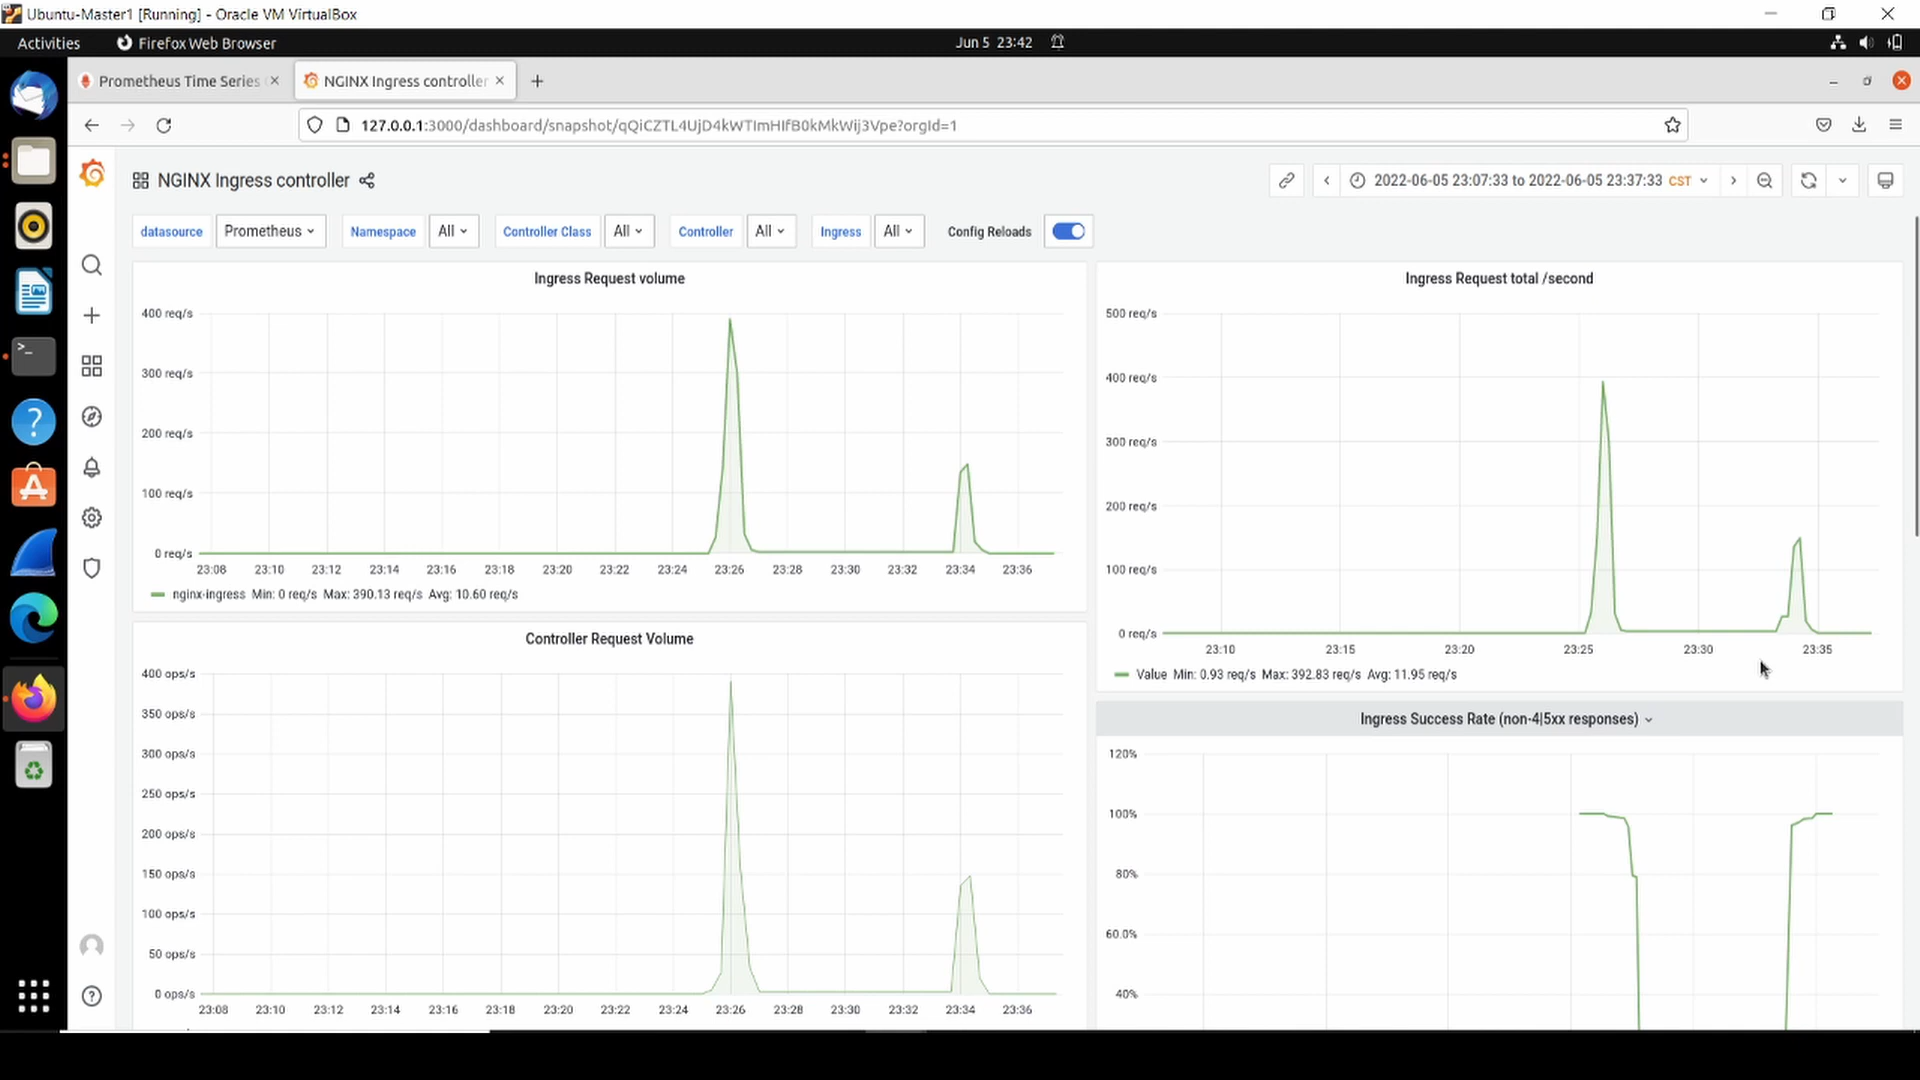 Ubuntu-Master1 [Running] - Oracle VM VirtualBox
Activities Firefox Web Browser Jun 5 23:42
Prometheus Time Series NGINX Ingress controller
127.0.0.1:3000/dashboard/snapshot/qQiCZTL4UjD4kWTImHIfB0kMkWij3Vpe?orgId=1
NGINX Ingress controller 2022-06-05 23:07:33 to 2022-06-05 23:37:33 CST
datasource Prometheus Namespace All Controller Class All Controller All Ingress All Config Reloads
Ingress Request volume
400 req/s
300 req/s
200 req/s
100 req/s
0 req/s
23:08 23:10 23:12 23:14 23:16 23:18 23:20 23:22 23:24 23:26 23:28 23:30 23:32 23:34 23:36
nginx-ingress Min: 0 req/s Max: 390.13 req/s Avg: 10.60 req/s
Ingress Request total /second
500 req/s
400 req/s
300 req/s
200 req/s
100 req/s
0 req/s
23:10 23:15 23:20 23:25 23:30 23:35
Value Min: 0.93 req/s Max: 392.83 req/s Avg: 11.95 req/s
Controller Request Volume
400 ops/s
350 ops/s
300 ops/s
250 ops/s
200 ops/s
150 ops/s
100 ops/s
50 ops/s
0 ops/s
23:08 23:10 23:12 23:14 23:16 23:18 23:20 23:22 23:24 23:26 23:28 23:30 23:32 23:34 23:36
Ingress Success Rate (non-4|5xx responses)
120%
100%
80%
60.0%
40%